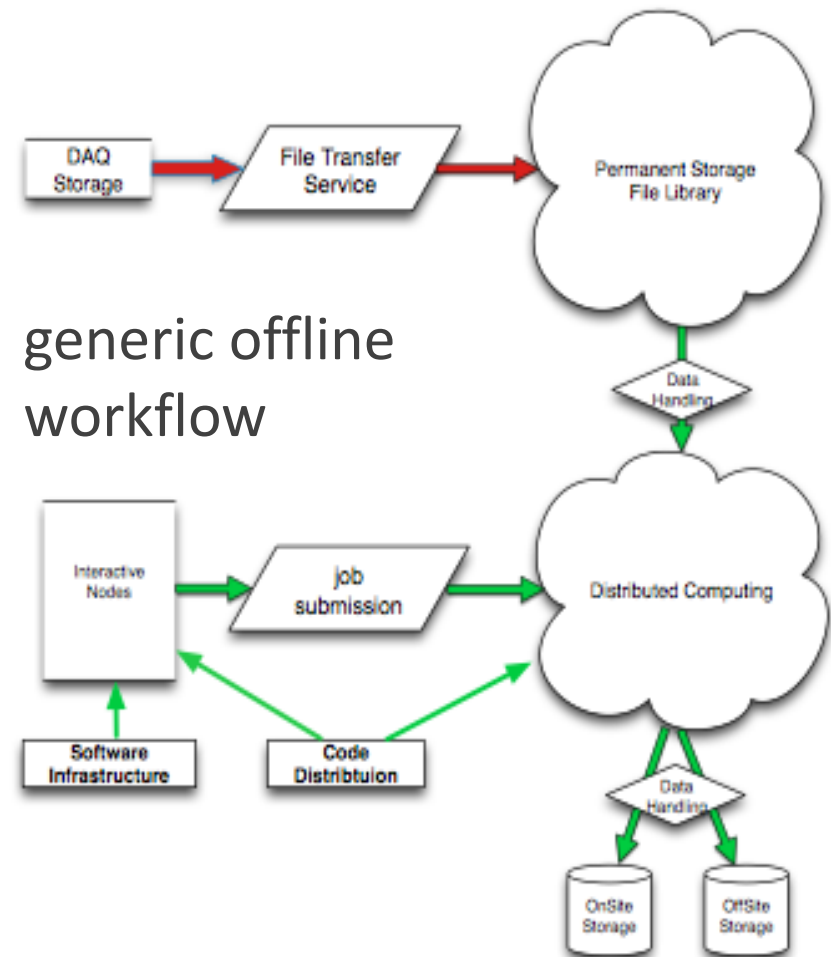 DAQ
Storage
File Transfer
Service
Permanent Storage
File Library
generic offline
workflow
Data
Handling
Interactive
Nodes
job
submission
Distributed Computing
Software
Infrastructure
Code
Distribtuion
Data
Handling
OnSite
Storage
OffSite
Storage